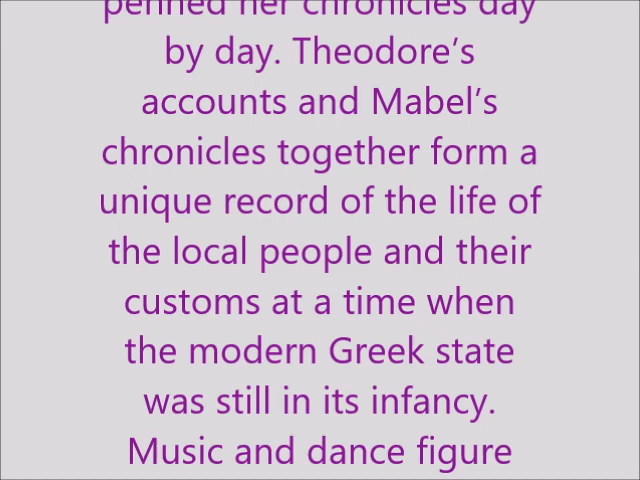 penned her chronicles day
by day. Theodore’s
accounts and Mabel’s
chronicles together form a
unique record of the life of
the local people and their
customs at a time when
the modern Greek state
was still in its infancy.
Music and dance figure